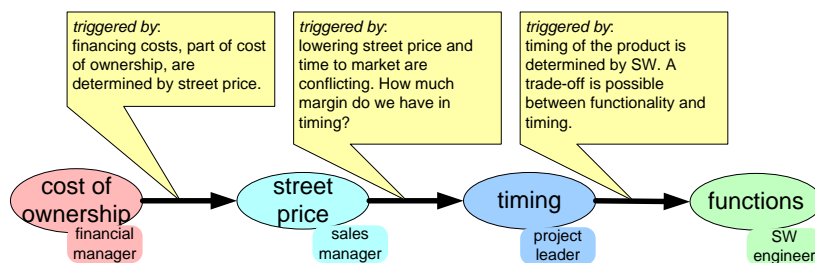 triggered by:
financing costs, part of cost
of ownership, are
determined by street price.
triggered by:
lowering street price and
time to market are
conflicting. How much
margin do we have in
timing?
triggered by:
timing of the product is
determined by SW. A
trade-off is possible
between functionality and
timing.
cost of
ownership
financial
manager
street
price
sales
manager
timing
project
leader
functions
SW
engineer